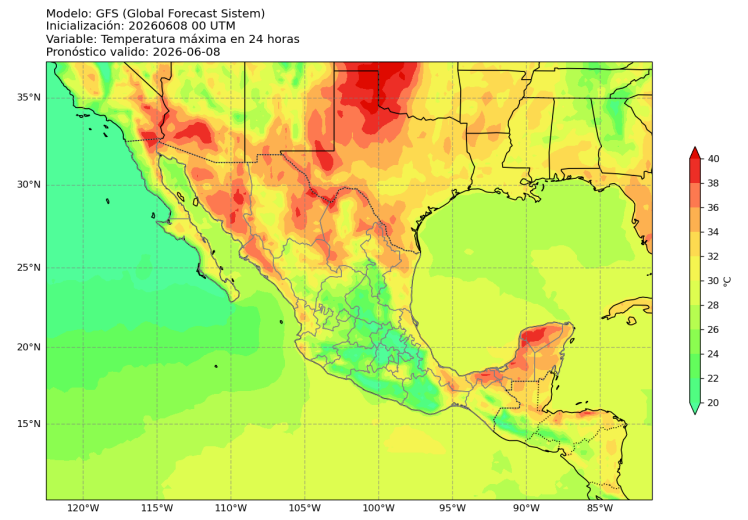 Modelo: GFS (Global Forecast Sistem)
Inicialización: 20260608 00 UTM
Variable: Temperatura máxima en 24 horas
Pronóstico valido: 2026-06-08
35°N
30°N
25°N
20°N
15°N
120°W 115°W 110°W 105°W 100°W 95°W 90°W 85°W
40
38
36
34
32
30
28
26
24
22
20
°C